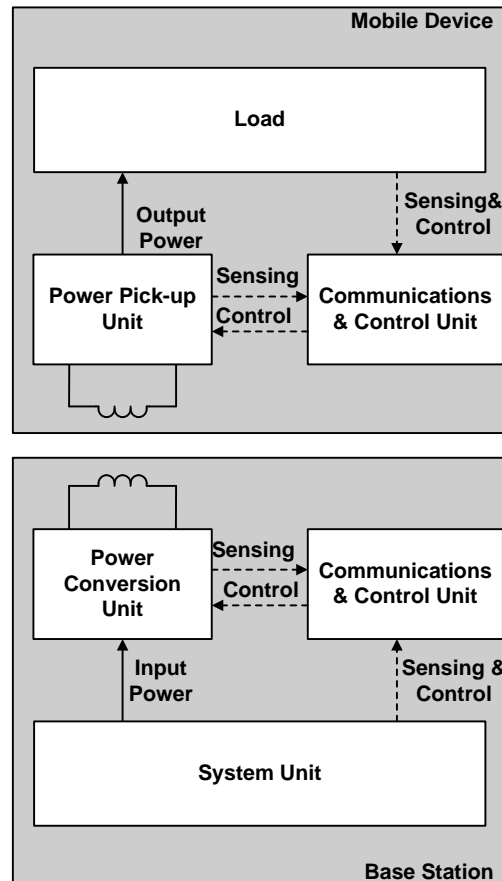 Mobile Device
Load
Output
Power
Sensing&
Control
Power Pick-up
Unit
Sensing
Control
Communications
& Control Unit
Power
Conversion
Unit
Sensing
Control
Communications
& Control Unit
Input
Power
Sensing &
Control
System Unit
Base Station